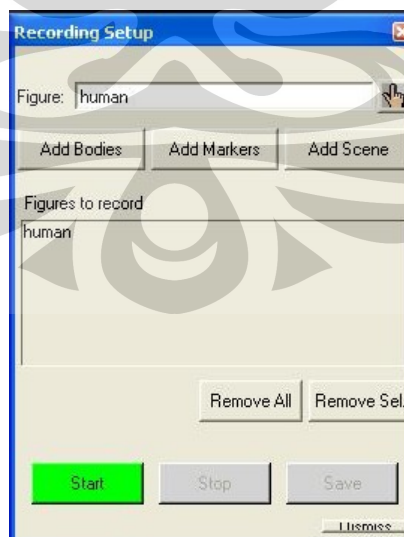 Recording Setup
Figure: human
Add Bodies Add Markers Add Scene
Figures to record
human
Remove All Remove Sel.
Start Stop Save
Dismiss